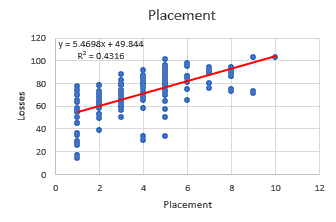 Placement
y = 5.4698x + 49.844
R² = 0.4316
120
100
80
60
40
20
0
Losses
0 2 4 6 8 10 12
Placement